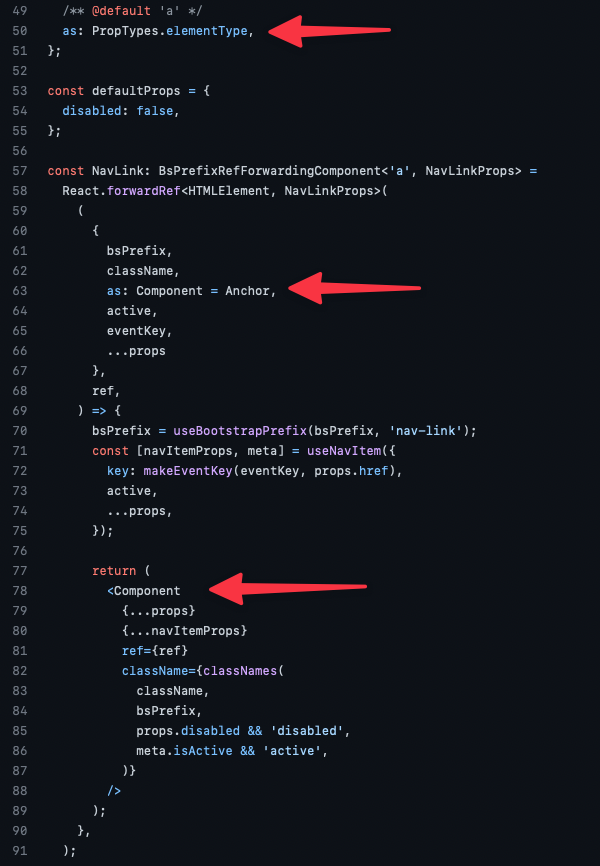 49 /** @default 'a' */
50 as: PropTypes.elementType,
51 };
52
53 const defaultProps = {
54 disabled: false,
55 };
56
57 const NavLink: BsPrefixRefForwardingComponent<'a', NavLinkProps> =
58 React.forwardRef<HTMLElement, NavLinkProps>(
59 (
60 {
61 bsPrefix,
62 className,
63 as: Component = Anchor,
64 active,
65 eventKey,
66 ...props
67 },
68 ref,
69 ) => {
70 bsPrefix = useBootstrapPrefix(bsPrefix, 'nav-link');
71 const [navItemProps, meta] = useNavItem({
72 key: makeEventKey(eventKey, props.href),
73 active,
74 ...props,
75 });
76
77 return (
78 <Component
79 {...props}
80 {...navItemProps}
81 ref={ref}
82 className={classNames(
83 className,
84 bsPrefix,
85 props.disabled && 'disabled',
86 meta.isActive && 'active',
87 )}
88 />
89 );
90 },
91 );